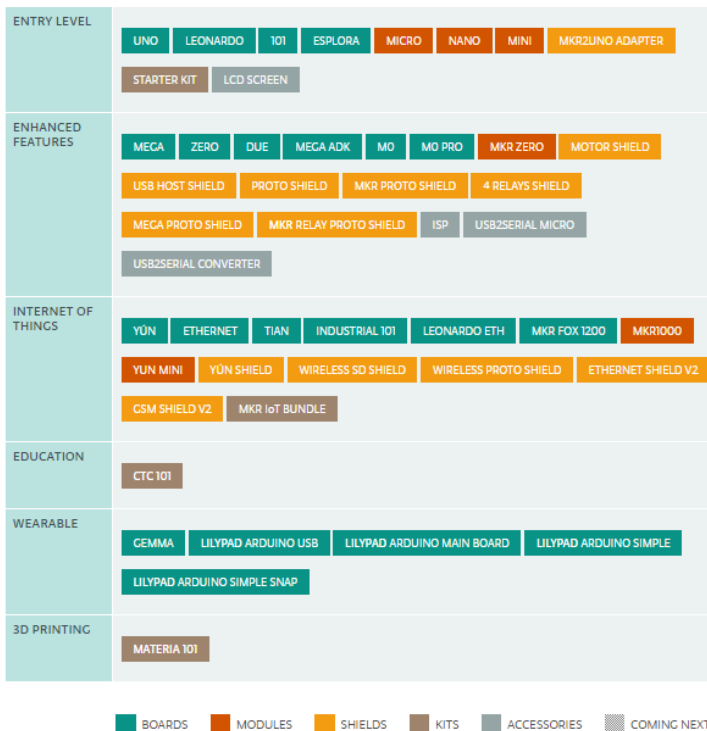 ENTRY LEVEL
UNO LEONARDO 101 ESPLORA MICRO NANO MINI MKR2UNO ADAPTER
STARTER KIT LCD SCREEN
ENHANCED
FEATURES
MEGA ZERO DUE MEGA ADK M0 M0 PRO MKR ZERO MOTOR SHIELD
USB HOST SHIELD PROTO SHIELD MKR PROTO SHIELD 4 RELAYS SHIELD
MEGA PROTO SHIELD MKR RELAY PROTO SHIELD ISP USB2SERIAL MICRO
USB2SERIAL CONVERTER
INTERNET OF
THINGS
YÚN ETHERNET TIAN INDUSTRIAL 101 LEONARDO ETH MKR FOX 1200 MKR1000
YUN MINI YÚN SHIELD WIRELESS SD SHIELD WIRELESS PROTO SHIELD ETHERNET SHIELD V2
GSM SHIELD V2 MKR IoT BUNDLE
EDUCATION
CTC 101
WEARABLE
GEMMA LILYPAD ARDUINO USB LILYPAD ARDUINO MAIN BOARD LILYPAD ARDUINO SIMPLE
LILYPAD ARDUINO SIMPLE SNAP
3D PRINTING
MATERIA 101
BOARDS MODULES SHIELDS KITS ACCESSORIES COMING NEXT